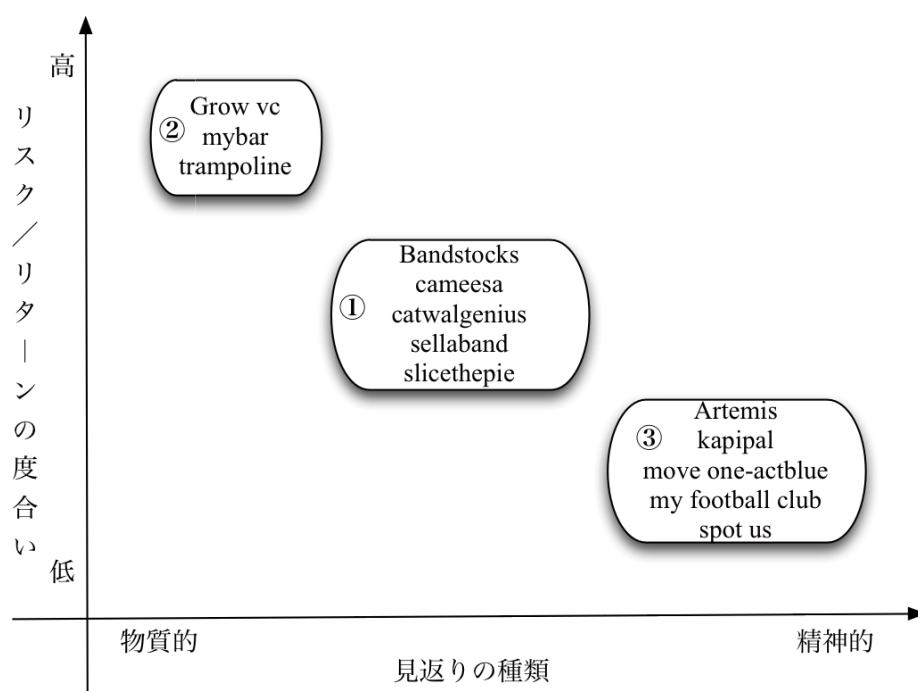 高
リスク／リターンの度合い
低
②
Grow vc
mybar
trampoline
①
Bandstocks
cameesa
catwalgenius
sellaband
slicethepie
③
Artemis
kapipal
move one-actblue
my football club
spot us
物質的
精神的
見返りの種類